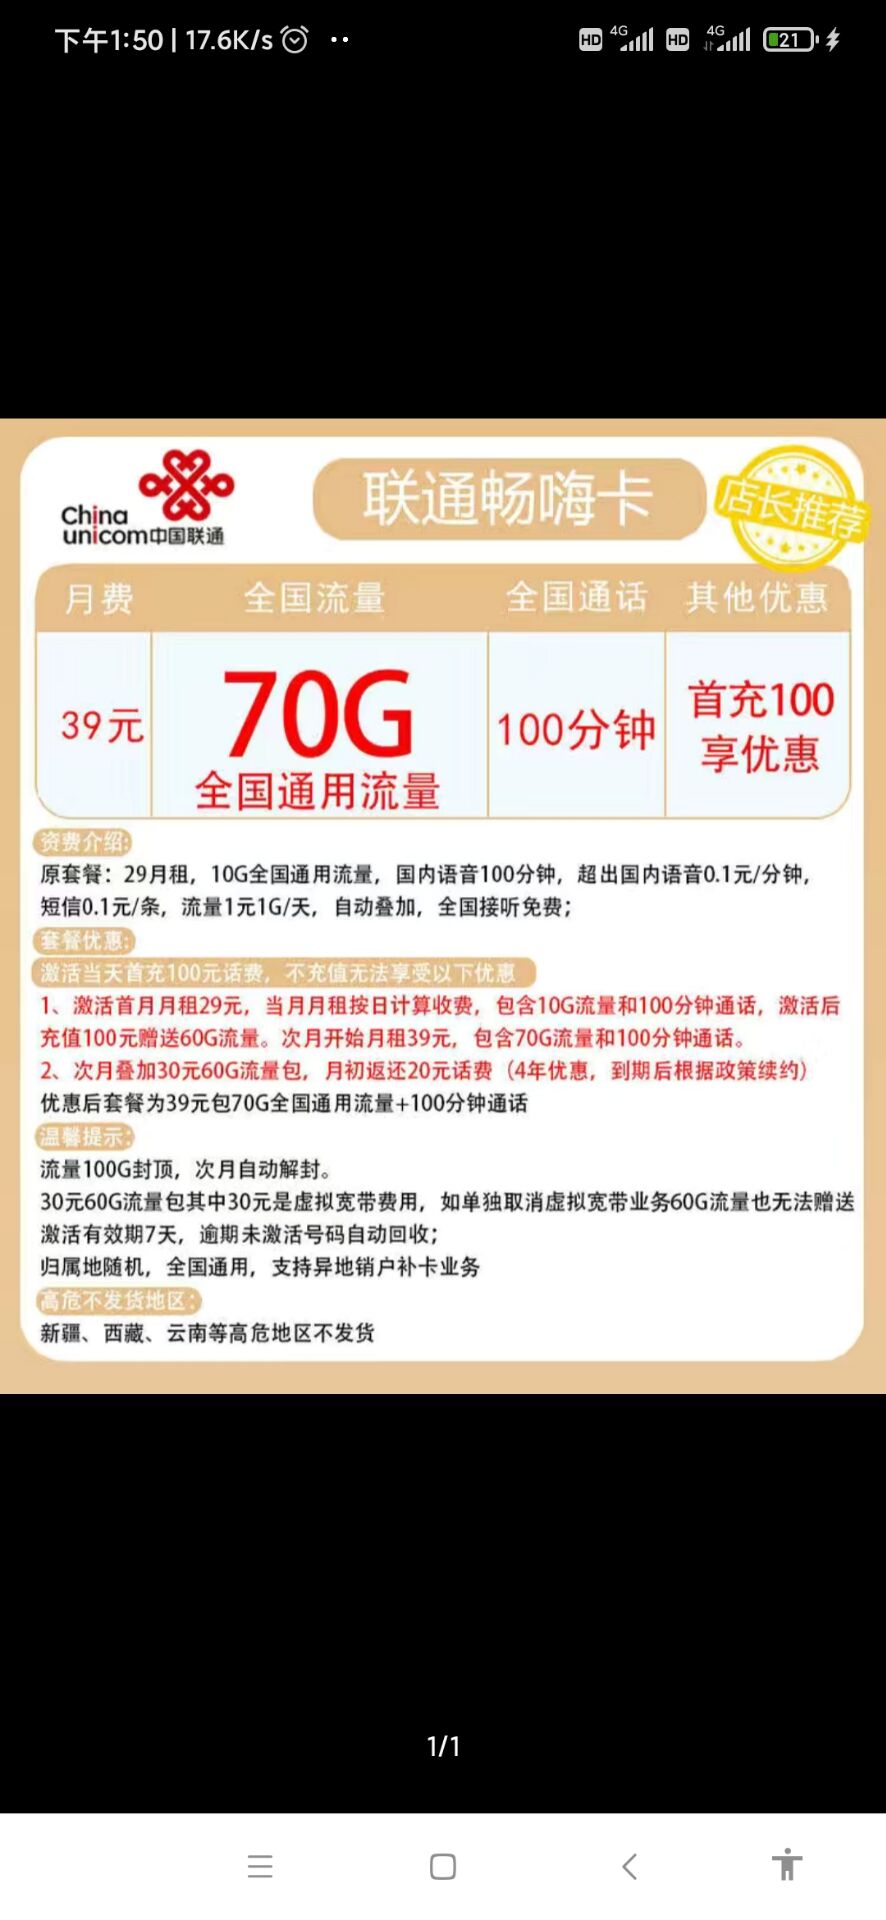 下午1:50 | 17.6K/s
HD 4G HD 4G 21
China
unicom中国联通
联通畅嗨卡
店长推荐
月费 全国流量 全国通话 其他优惠
39元
70G
全国通用流量
100分钟
首充100
享优惠
资费介绍:
原套餐：29月租，10G全国通用流量，国内语音100分钟，超出国内语音0.1元/分钟，
短信0.1元/条，流量1元1G/天，自动叠加，全国接听免费；
套餐优惠:
激活当天首充100元话费，不充值无法享受以下优惠
1、激活首月月租29元，当月月租按日计算收费，包含10G流量和100分钟通话，激活后
充值100元赠送60G流量。次月开始月租39元，包含70G流量和100分钟通话。
2、次月叠加30元60G流量包，月初返还20元话费（4年优惠，到期后根据政策续约）
优惠后套餐为39元包70G全国通用流量+100分钟通话
温馨提示:
流量100G封顶，次月自动解封。
30元60G流量包其中30元是虚拟宽带费用，如单独取消虚拟宽带业务60G流量也无法赠送
激活有效期7天，逾期未激活号码自动回收；
归属地随机，全国通用，支持异地销户补卡业务
高危不发货地区:
新疆、西藏、云南等高危地区不发货
1/1